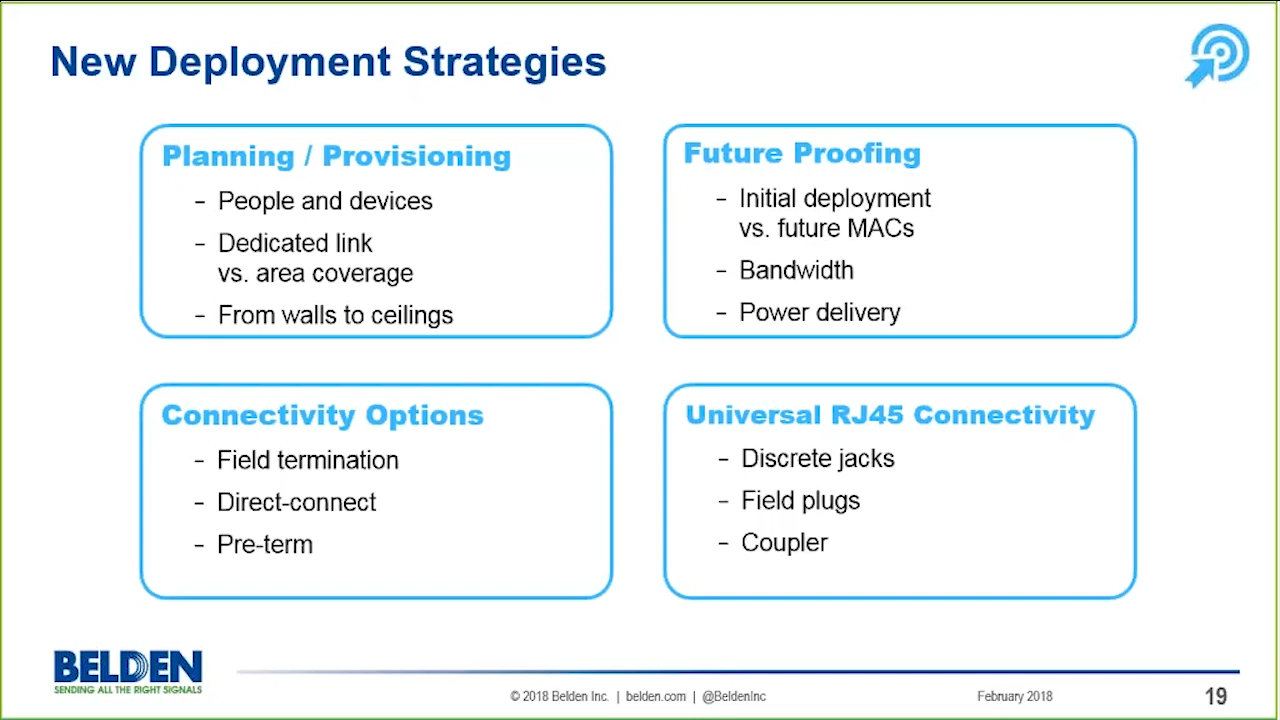 New Deployment Strategies
Planning / Provisioning
- People and devices
- Dedicated link
vs. area coverage
- From walls to ceilings
Future Proofing
- Initial deployment
vs. future MACs
- Bandwidth
- Power delivery
Connectivity Options
- Field termination
- Direct-connect
- Pre-term
Universal RJ45 Connectivity
- Discrete jacks
- Field plugs
- Coupler
BELDEN
SENDING ALL THE RIGHT SIGNALS
© 2018 Belden Inc. | belden.com | @BeldenInc
February 2018
19